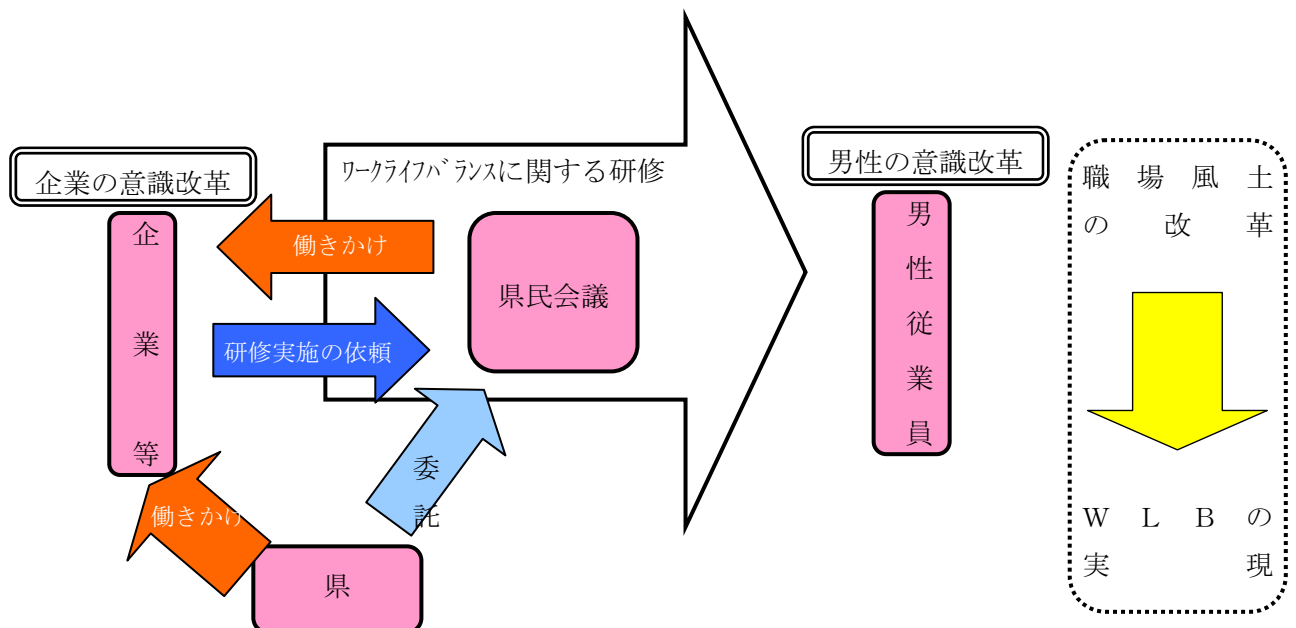 企業の意識改革
企業等
働きかけ
研修実施の依頼
働きかけ
県
委託
ﾜｰｸﾗｲﾌﾊﾞﾗﾝｽに関する研修
県民会議
男性の意識改革
男性従業員
職場風土
の改革
WLBの
実現